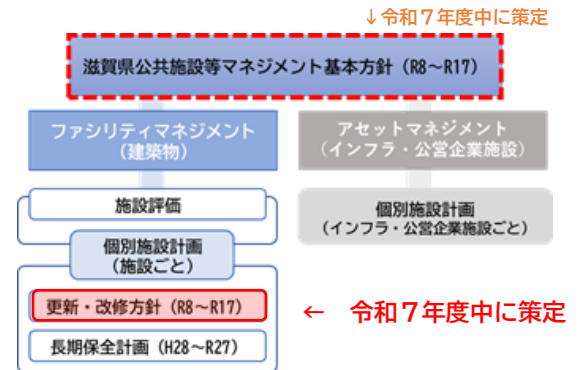 ↓令和７年度中に策定
滋賀県公共施設等マネジメント基本方針（R8～R17）
ファシリティマネジメント
（建築物）
アセットマネジメント
（インフラ・公営企業施設）
施設評価
個別施設計画
（施設ごと）
個別施設計画
（インフラ・公営企業施設ごと）
更新・改修方針（R8～R17）
← 令和７年度中に策定
長期保全計画（H28～R27）